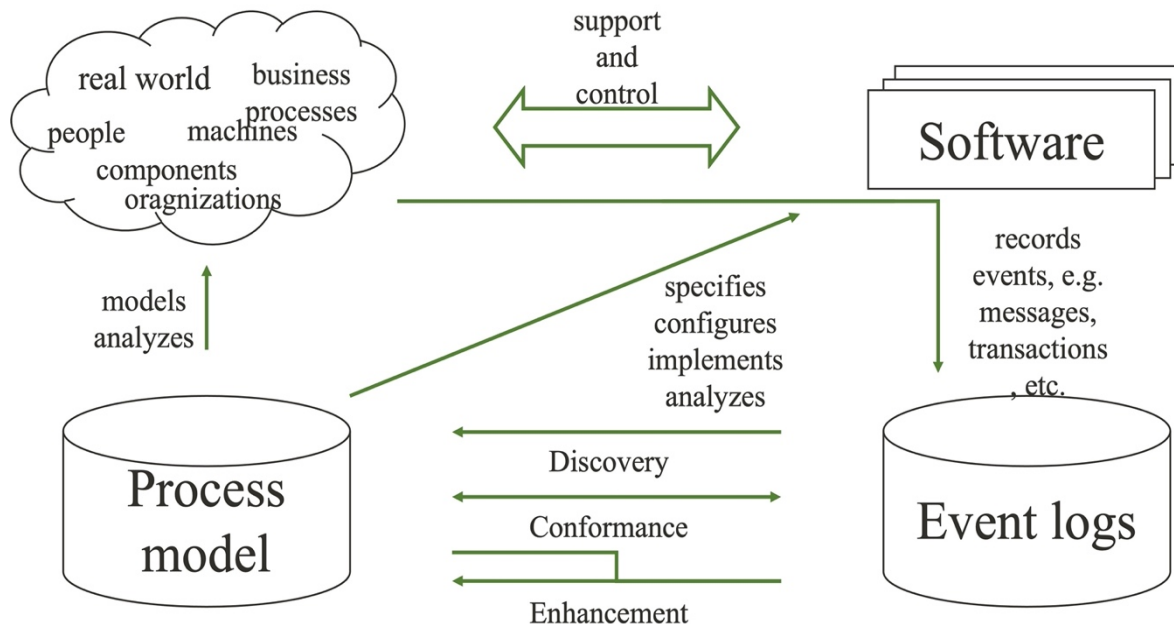 real world
business
processes
people
machines
components
oragnizations
support
and
control
Software
models
analyzes
specifies
configures
implements
analyzes
records
events, e.g.
messages,
transactions
, etc.
Process
model
Discovery
Conformance
Enhancement
Event logs